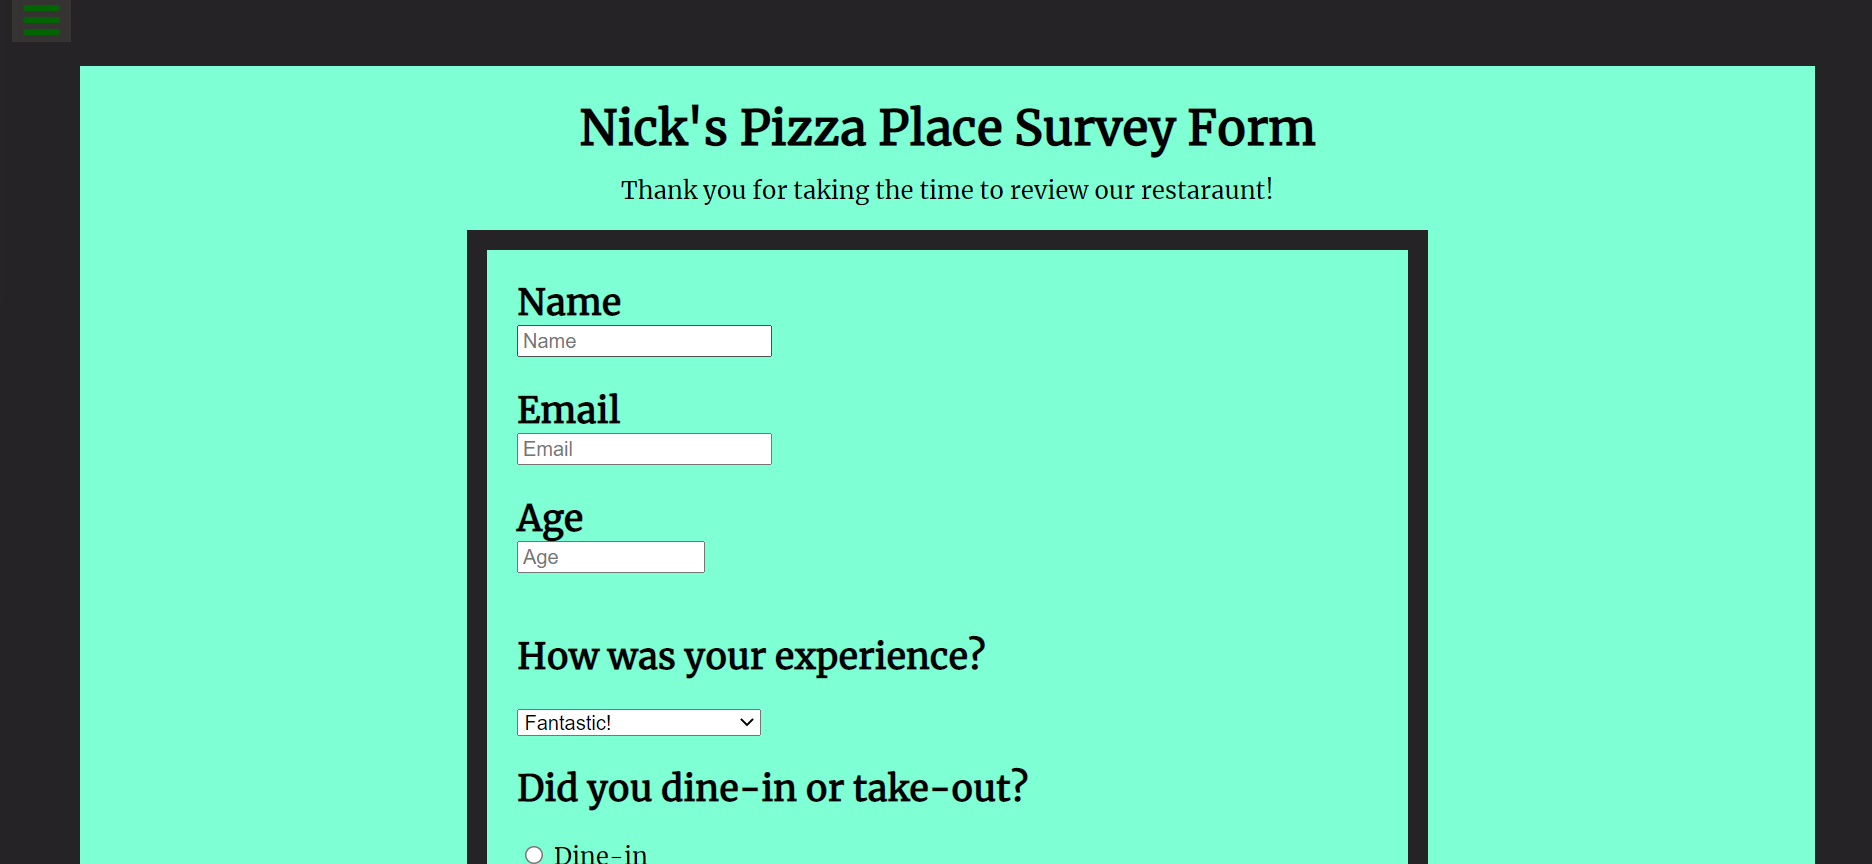 Nick's Pizza Place Survey Form
Thank you for taking the time to review our restaraunt!
Name
Name
Email
Email
Age
Age
How was your experience?
Fantastic!
Did you dine-in or take-out?
Dine-in